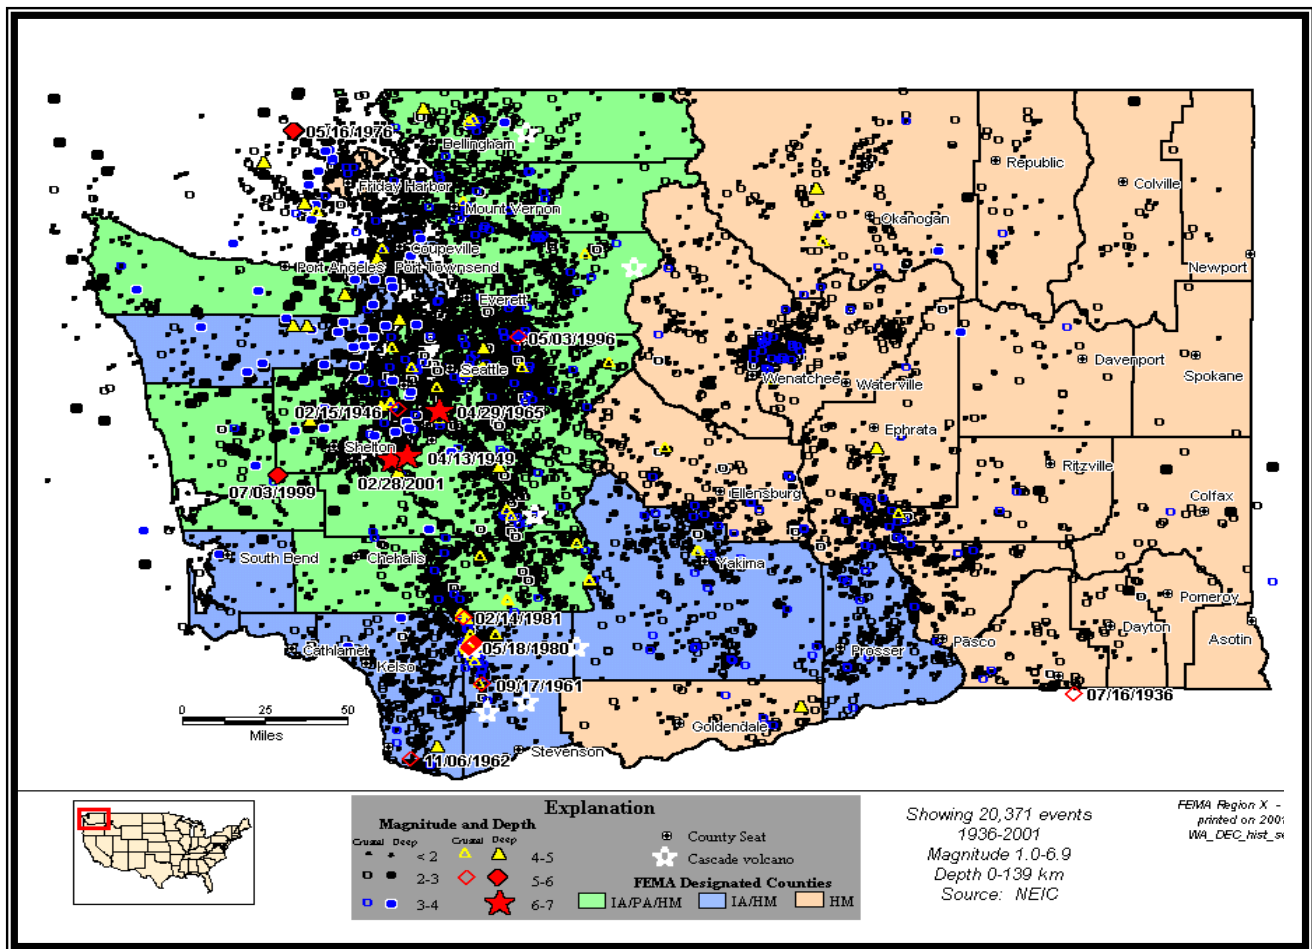 05/16/1976
Bellingham
Republic
Friday Harbor
Colville
Mount Vernon
Okanogan
Coupeville
Port Angeles
Port Townsend
Newport
Everett
05/03/1996
Davenport
Seattle
Wenatchee
Waterville
Spokane
02/15/1946
04/29/1965
Ephrata
Shelton
04/13/1949
Ritzville
02/28/2001
07/03/1999
Ellensburg
Colfax
South Bend
Chehalis
Yakima
Pomeroy
02/14/1981
Dayton
Asotin
Pasco
05/18/1980
Prosser
Cathlamet
Kelso
09/17/1961
07/16/1936
0 25 50
Miles
Goldendale
Stevenson
11/06/1962
Explanation
Magnitude and Depth
Crustal Deep Crustal Deep
< 2
4-5
2-3
5-6
3-4
6-7
County Seat
Cascade volcano
FEMA Designated Counties
IA/PA/HM
IA/HM
HM
Showing 20,371 events
1936-2001
Magnitude 1.0-6.9
Depth 0-139 km
Source: NEIC
FEMA Region X -
printed on 2001
WA_DEC_hist_se